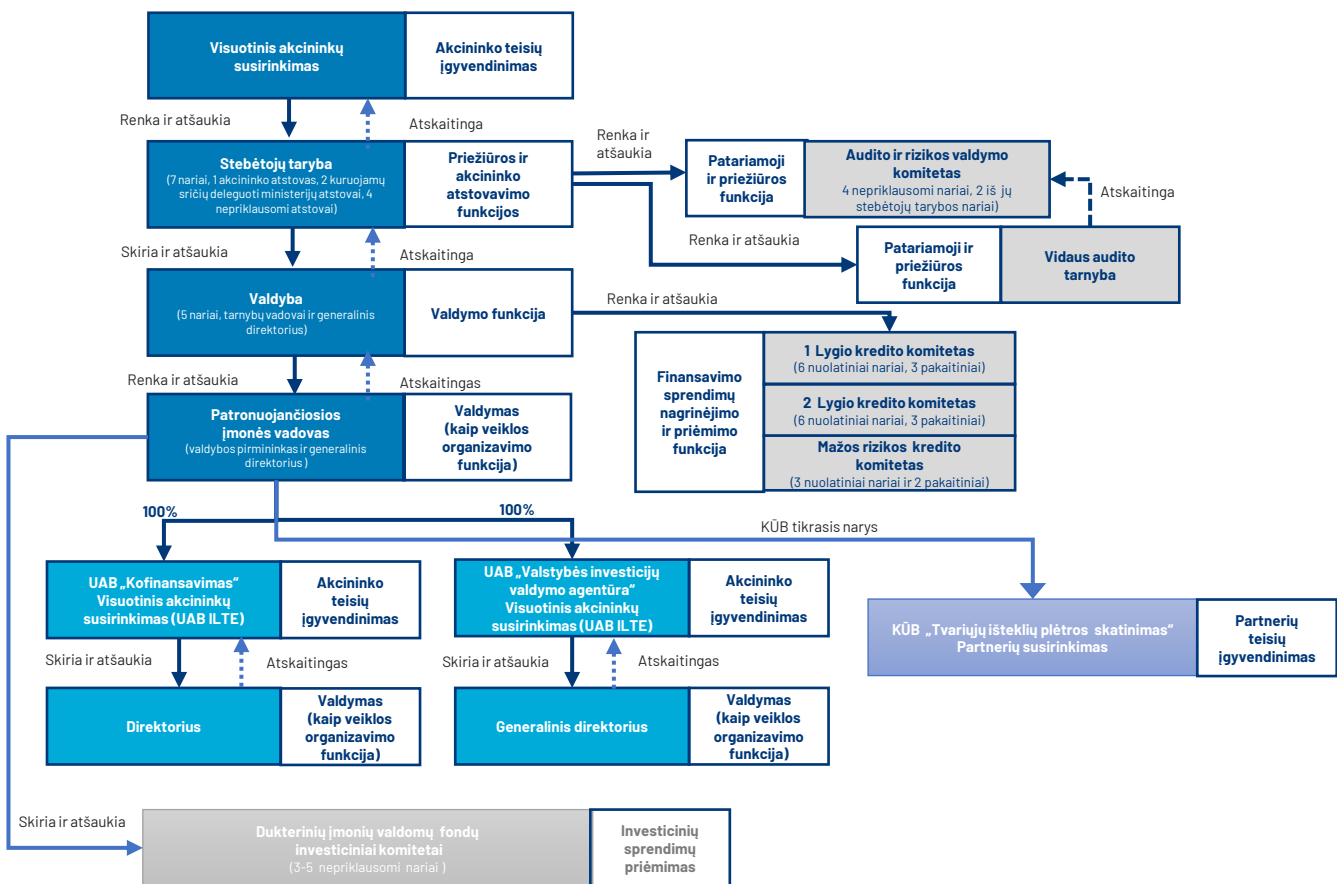 Visuotinis akcininkų
susirinkimas
Akcininko teisių
įgyvendinimas
Renka ir atšaukia
Atskaitinga
Stebėtojų taryba
(7 nariai, 1 akcininko atstovas, 2 kuruojamų
sričių deleguoti ministerijų atstovai, 4
nepriklausomi atstovai)
Priežiūros ir
akcininko
atstovavimo
funkcijos
Renka ir
atšaukia
Patariamoji
ir priežiūros
funkcija
Audito ir rizikos valdymo
komitetas
4 nepriklausomi nariai, 2 iš jų
stebėtojų tarybos nariai)
Atskaitinga
Renka ir atšaukia
Patariamoji ir
priežiūros
funkcija
Vidaus audito
tarnyba
Skiria ir atšaukia
Atskaitinga
Valdyba
(5 nariai, tarnybų vadovai ir generalinis
direktorius)
Valdymo funkcija
Renka ir atšaukia
Finansavimo
sprendimų
nagrinėjimo
ir priėmimo
funkcija
1 Lygio kredito komitetas
(6 nuolatiniai nariai, 3 pakaitiniai)
2 Lygio kredito komitetas
(6 nuolatiniai nariai, 3 pakaitiniai)
Mažos rizikos kredito
komitetas
(3 nuolatiniai nariai ir 2 pakaitiniai)
Renka ir atšaukia
Atskaitingas
Patronuojančiosios
įmonės vadovas
(valdybos pirmininkas ir generalinis
direktorius )
Valdymas
(kaip veiklos
organizavimo
funkcija)
100%
100%
KŪB tikrasis narys
UAB „Kofinansavimas“
Visuotinis akcininkų
susirinkimas (UAB ILTE)
Akcininko
teisių
įgyvendinimas
UAB „Valstybės investicijų
valdymo agentūra“
Visuotinis akcininkų
susirinkimas (UAB ILTE)
Akcininko
teisių
įgyvendinimas
KŪB „Tvariųjų išteklių plėtros skatinimas“
Partnerių susirinkimas
Partnerių
teisių
įgyvendinimas
Skiria ir atšaukia
Atskaitingas
Skiria ir atšaukia
Atskaitingas
Direktorius
Valdymas
(kaip veiklos
organizavimo
funkcija)
Generalinis direktorius
Valdymas
(kaip veiklos
organizavimo
funkcija)
Skiria ir atšaukia
Dukterinių įmonių valdomų fondų
investiciniai komitetai
(3-5 nepriklausomi nariai )
Investicinių
sprendimų
priėmimas